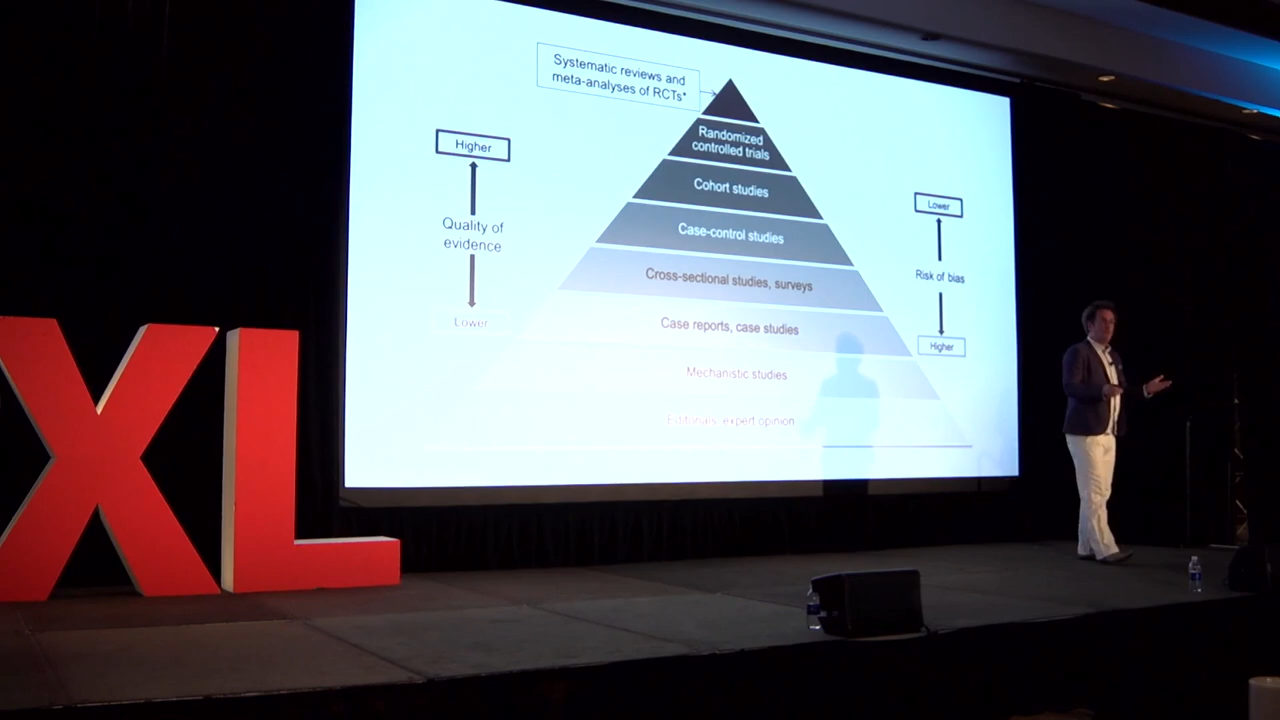 Systematic reviews and
meta-analyses of RCTs*
Randomized
controlled trials
Higher
Cohort studies
Lower
Quality of
evidence
Case-control studies
Cross-sectional studies, surveys
Risk of bias
Lower
Case reports, case studies
Higher
Mechanistic studies
Editorials, expert opinion
XL